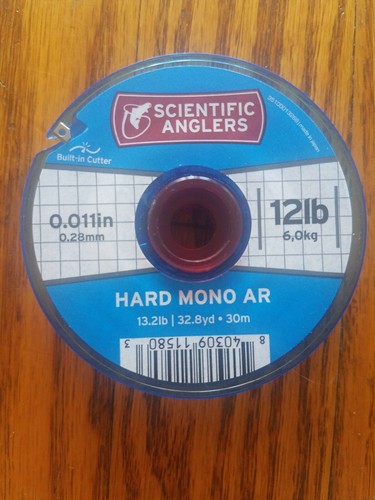 SCIENTIFIC
ANGLERS
Built-in Cutter
0.011in
0.28mm
12lb
6,0kg
HARD MONO AR
13.2lb | 32.8yd • 30m
8 40309 11580 3